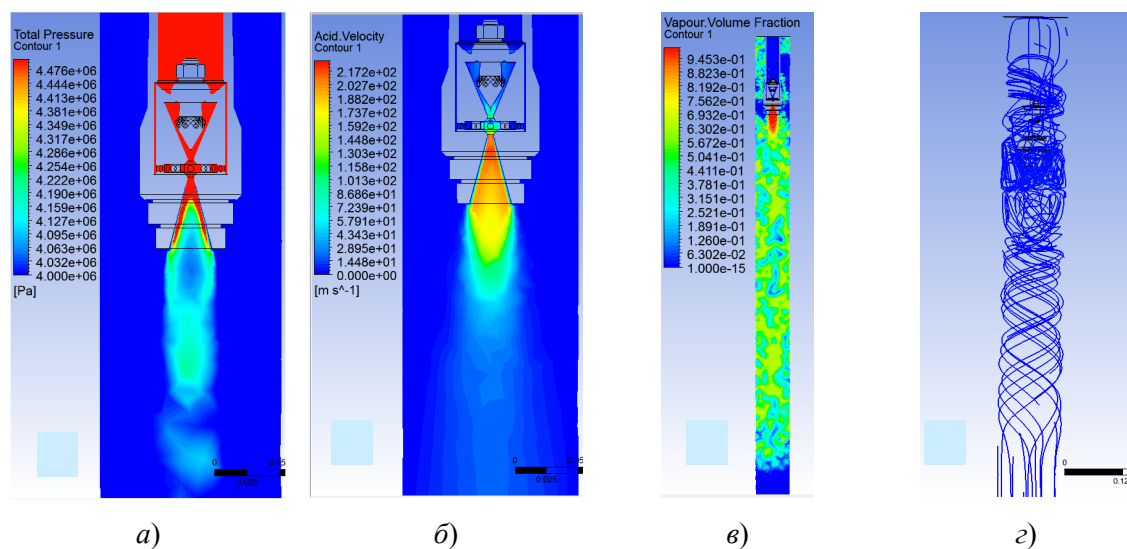 Total Pressure
Contour 1
4.476e+06
4.444e+06
4.413e+06
4.381e+06
4.349e+06
4.317e+06
4.286e+06
4.254e+06
4.222e+06
4.190e+06
4.159e+06
4.127e+06
4.095e+06
4.063e+06
4.032e+06
4.000e+06
[Pa]
0 0.05
0.025
а)
Acid.Velocity
Contour 1
2.172e+02
2.027e+02
1.882e+02
1.737e+02
1.592e+02
1.448e+02
1.303e+02
1.158e+02
1.013e+02
8.686e+01
7.239e+01
5.791e+01
4.343e+01
2.895e+01
1.448e+01
0.000e+00
[m s^-1]
0 0.05
0.025
б)
Vapour.Volume Fraction
Contour 1
9.453e-01
8.823e-01
8.192e-01
7.562e-01
6.932e-01
6.302e-01
5.672e-01
5.041e-01
4.411e-01
3.781e-01
3.151e-01
2.521e-01
1.891e-01
1.260e-01
6.302e-02
1.000e-15
0
в)
0
0.12
г)